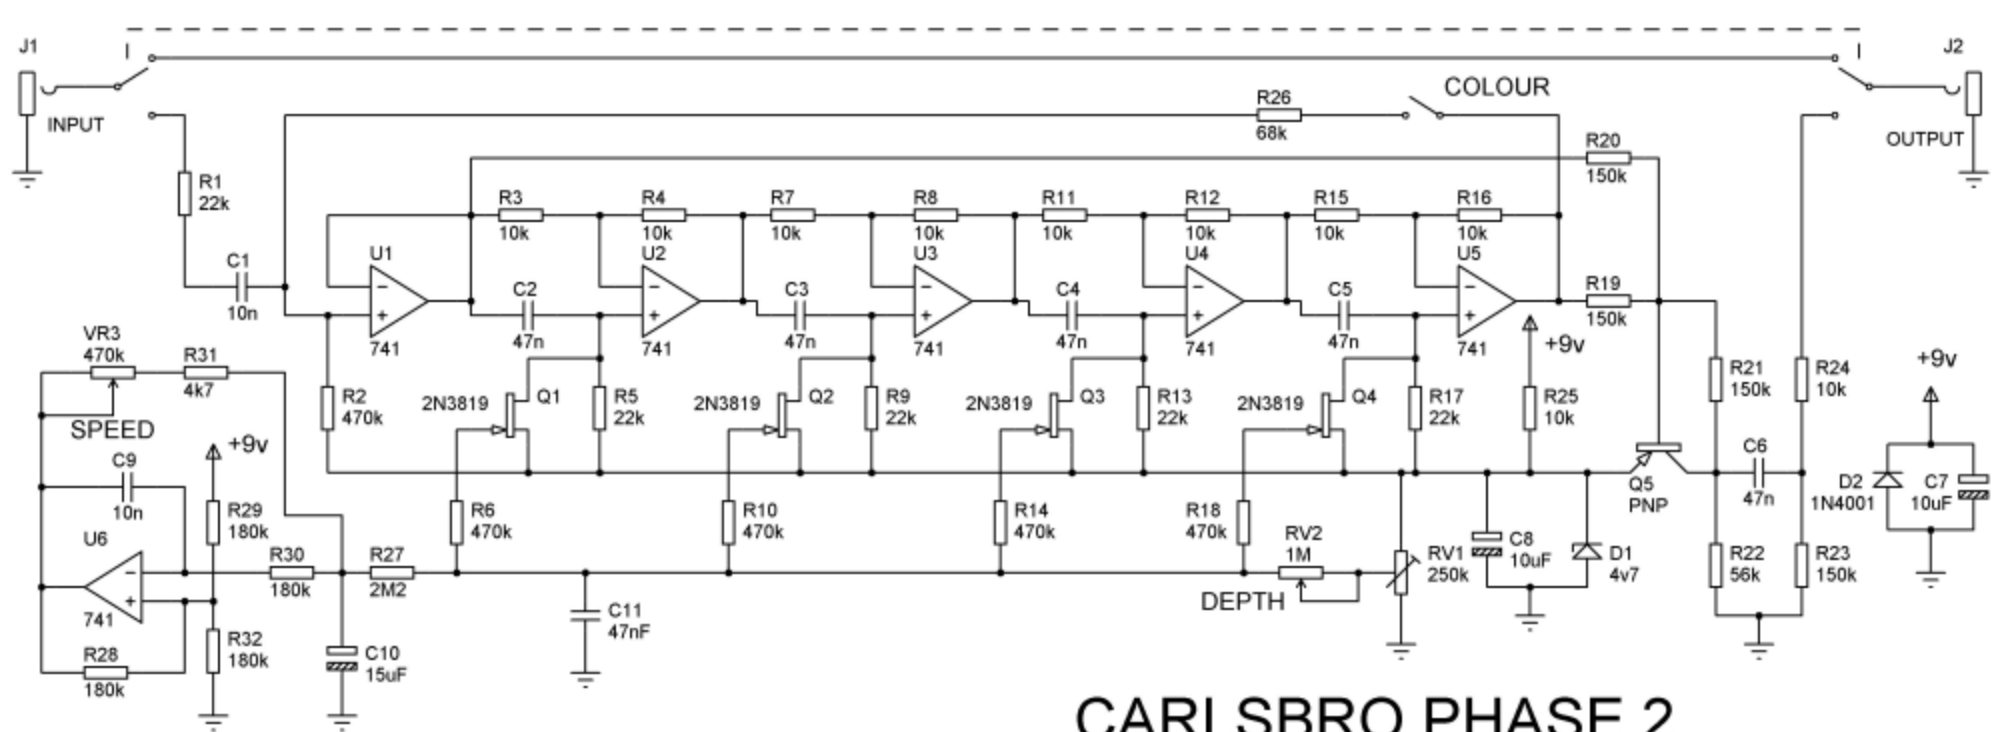 J1
INPUT
R1
22k
C1
10n
R26
68k
COLOUR
J2
OUTPUT
R20
150k
R3
10k
R4
10k
R7
10k
R8
10k
R11
10k
R12
10k
R15
10k
R16
10k
U1
741
U2
741
U3
741
U4
741
U5
741
C2
47n
C3
47n
C4
47n
C5
47n
R19
150k
+9v
VR3
470k
R31
4k7
SPEED
R2
470k
2N3819
Q1
R5
22k
2N3819
Q2
R9
22k
2N3819
Q3
R13
22k
2N3819
Q4
R17
22k
R25
10k
R21
150k
R24
10k
+9v
C9
10n
+9v
R29
180k
R6
470k
R10
470k
R14
470k
R18
470k
Q5
PNP
C6
47n
D2
1N4001
C7
10uF
U6
741
R30
180k
R27
2M2
RV2
1M
DEPTH
RV1
250k
C8
10uF
D1
4v7
R22
56k
R23
150k
R28
180k
R32
180k
C10
15uF
C11
47nF
CARLSBRO PHASE 2